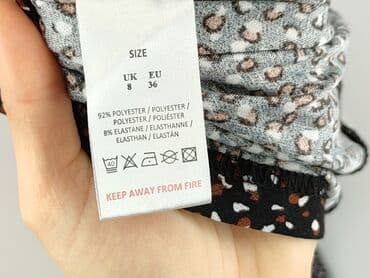 SIZE
UK EU
8 36
92% POLYESTER / POLYESTER /
POLYESTER / POLIÉSTER
8% ELASTANE / ELASTHANNE /
ELASTHAN / ELASTÁN
40
KEEP AWAY FROM FIRE